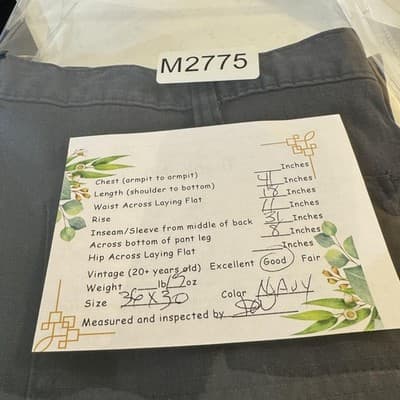 M2775
Chest (armpit to armpit) Inches
Length (shoulder to bottom) 41 Inches
Waist Across Laying Flat 18 Inches
Rise 11 Inches
Inseam/Sleeve from middle of back 31 Inches
Across bottom of pant leg 8 Inches
Hip Across Laying Flat Inches
Vintage (20+ years old) Excellent Good Fair
Weight lb oz
Size 36X30 Color NAVY
Measured and inspected by